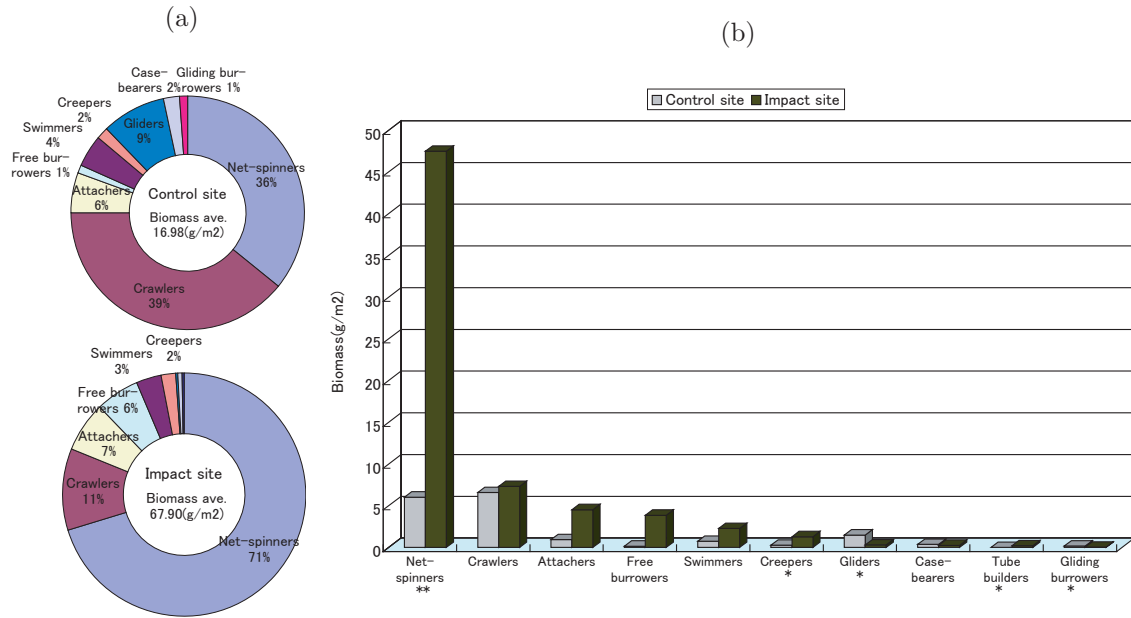 (a)
Case-
bearers 2%
Gliding bur-
rowers 1%
Creepers
2%
Gliders
9%
Swimmers
4%
Free bur-
rowers 1%
Attachers
6%
Net-spinners
36%
Control site
Biomass ave.
16.98(g/m2)
Crawlers
39%
Creepers
2%
Swimmers
3%
Free bur-
rowers 6%
Attachers
7%
Crawlers
11%
Impact site
Biomass ave.
67.90(g/m2)
Net-spinners
71%
(b)
Control site
Impact site
Biomass(g/m2)
50
45
40
35
30
25
20
15
10
5
0
Net-
spinners
**
Crawlers
Attachers
Free
burrowers
Swimmers
Creepers
*
Gliders
*
Case-
bearers
Tube
builders
*
Gliding
burrowers
*